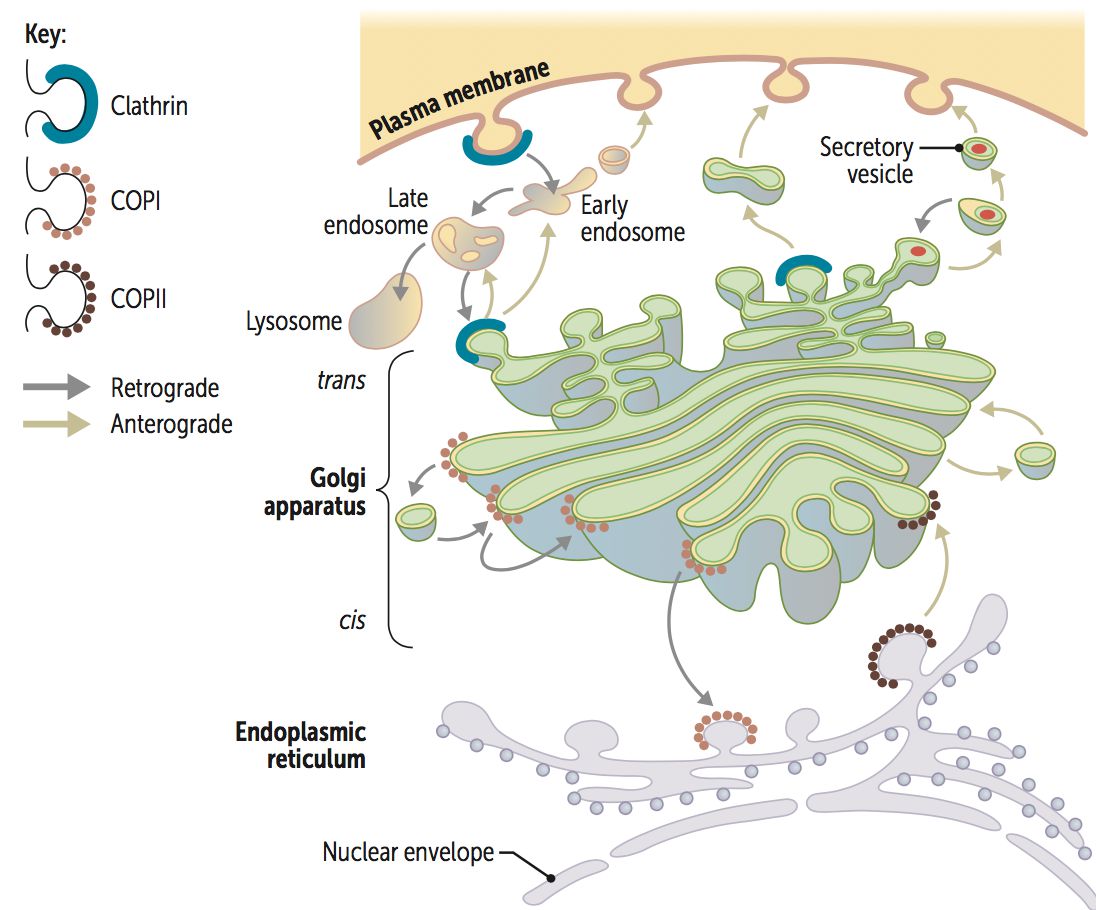 Key:
Clathrin
COPI
COPII
Retrograde
Anterograde
Plasma membrane
Secretory
vesicle
Late
endosome
Early
endosome
Lysosome
trans
Golgi
apparatus
cis
Endoplasmic
reticulum
Nuclear envelope